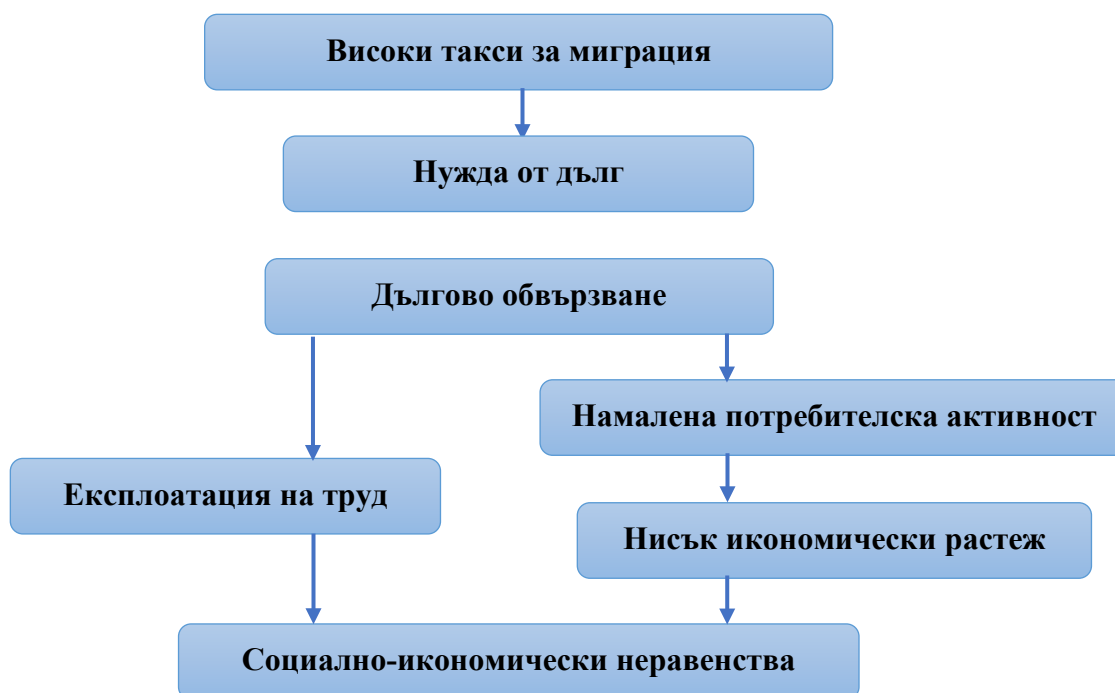 Високи такси за миграция
Нужда от дълг
Дългово обвързване
Намалена потребителска активност
Експлоатация на труд
Нисък икономически растеж
Социално-икономически неравенства